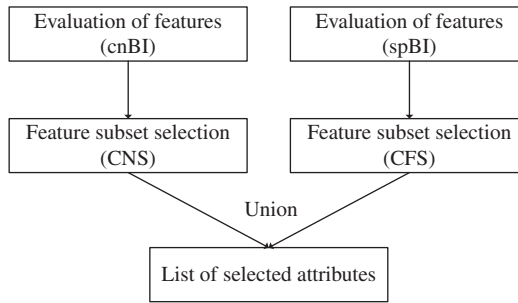 Evaluation of features
(cnBI)
Evaluation of features
(spBI)
Feature subset selection
(CNS)
Feature subset selection
(CFS)
Union
List of selected attributes